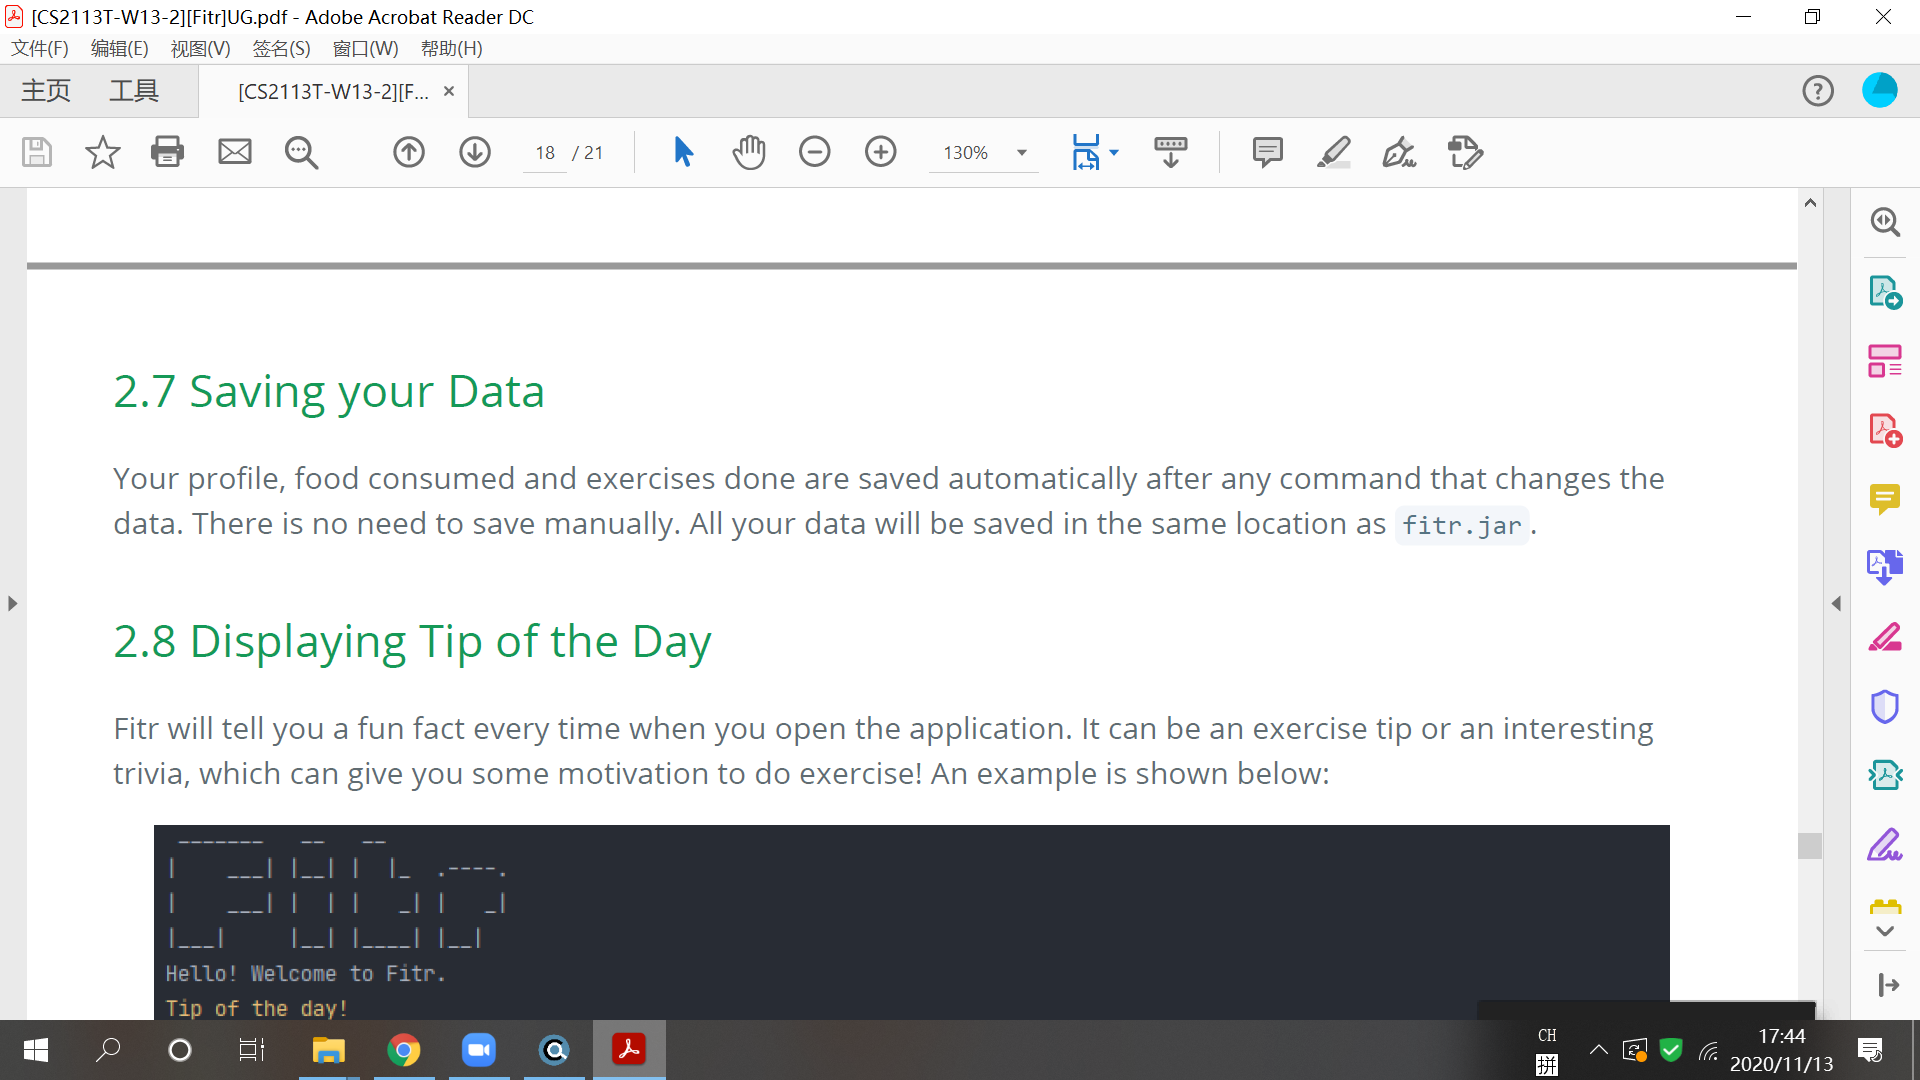 [CS2113T-W13-2][Fitr]UG.pdf - Adobe Acrobat Reader DC
文件(F) 编辑(E) 视图(V) 签名(S) 窗口(W) 帮助(H)
主页 工具 [CS2113T-W13-2][F... ×
18 / 21 130%
2.7 Saving your Data
Your profile, food consumed and exercises done are saved automatically after any command that changes the
data. There is no need to save manually. All your data will be saved in the same location as fitr.jar.
2.8 Displaying Tip of the Day
Fitr will tell you a fun fact every time when you open the application. It can be an exercise tip or an interesting
trivia, which can give you some motivation to do exercise! An example is shown below:
Fitr
Hello! Welcome to Fitr.
Tip of the day!
CH
拼
17:44
2020/11/13